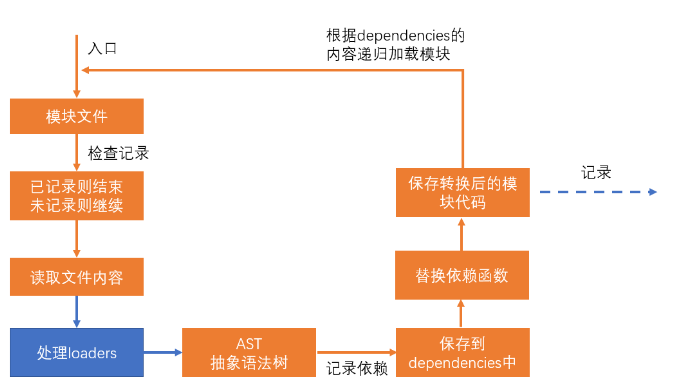 入口
根据dependencies的
内容递归加载模块
模块文件
检查记录
已记录则结束
未记录则继续
读取文件内容
处理loaders
AST
抽象语法树
记录依赖
保存到
dependencies中
替换依赖函数
保存转换后的模
块代码
记录